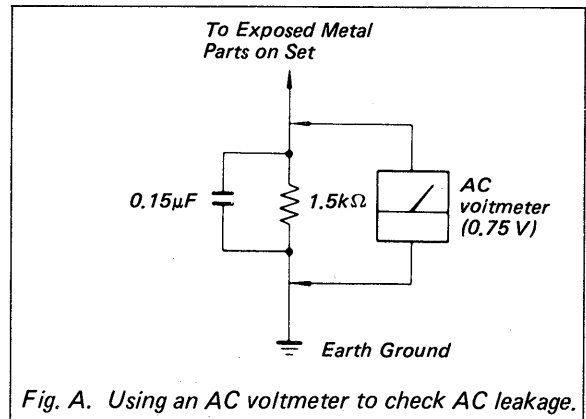 To Exposed Metal
Parts on Set
0.15µF
1.5kΩ
AC
voitmeter
(0.75 V)
Earth Ground
Fig. A. Using an AC voltmeter to check AC leakage.